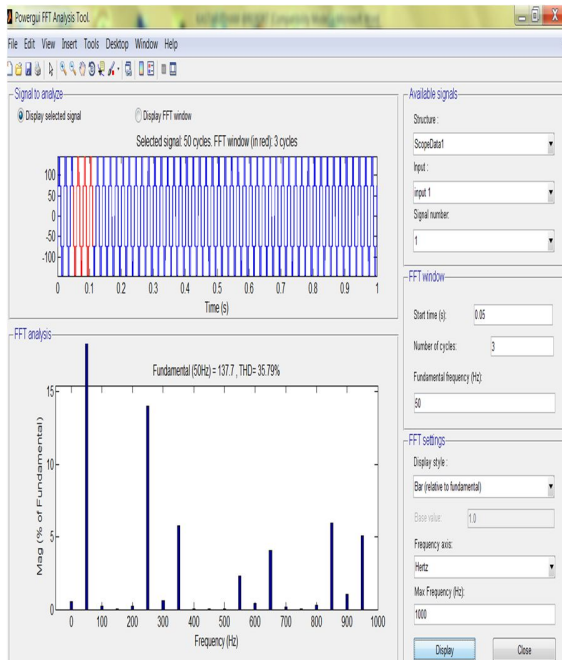 Powergui FFT Analysis Tool.
File Edit View Insert Tools Desktop Window Help
Signal to analyze
Display selected signal
Display FFT window
Selected signal: 50 cycles. FFT window (in red): 3 cycles
100
50
0
-50
-100
0 0.1 0.2 0.3 0.4 0.5 0.6 0.7 0.8 0.9 1
Time (s)
FFT analysis
Fundamental (50Hz) = 137.7 , THD= 35.79%
15
10
5
0
Mag (% of Fundamental)
0 100 200 300 400 500 600 700 800 900 1000
Frequency (Hz)
Available signals
Structure :
ScopeData1
Input :
input 1
Signal number:
1
FFT window
Start time (s): 0.05
Number of cycles: 3
Fundamental frequency (Hz):
50
FFT settings
Display style :
Bar (relative to fundamental)
Base value: 1.0
Frequency axis:
Hertz
Max Frequency (Hz):
1000
Display Close